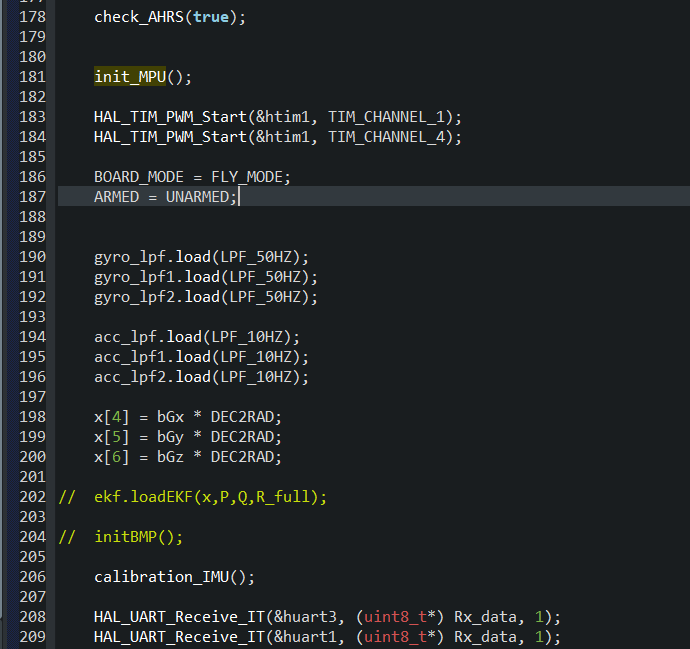 178 check_AHRS(true);
179
180
181 init_MPU();
182
183 HAL_TIM_PWM_Start(&htim1, TIM_CHANNEL_1);
184 HAL_TIM_PWM_Start(&htim1, TIM_CHANNEL_4);
185
186 BOARD_MODE = FLY_MODE;
187 ARMED = UNARMED;
188
189
190 gyro_lpf.load(LPF_50HZ);
191 gyro_lpf1.load(LPF_50HZ);
192 gyro_lpf2.load(LPF_50HZ);
193
194 acc_lpf.load(LPF_10HZ);
195 acc_lpf1.load(LPF_10HZ);
196 acc_lpf2.load(LPF_10HZ);
197
198 x[4] = bGx * DEC2RAD;
199 x[5] = bGy * DEC2RAD;
200 x[6] = bGz * DEC2RAD;
201
202 // ekf.loadEKF(x,P,Q,R_full);
203
204 // initBMP();
205
206 calibration_IMU();
207
208 HAL_UART_Receive_IT(&huart3, (uint8_t*) Rx_data, 1);
209 HAL_UART_Receive_IT(&huart1, (uint8_t*) Rx_data, 1);